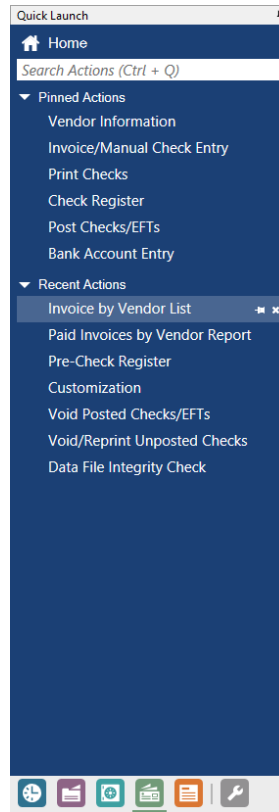 Quick Launch
Home
Search Actions (Ctrl + Q)
Pinned Actions
Vendor Information
Invoice/Manual Check Entry
Print Checks
Check Register
Post Checks/EFTs
Bank Account Entry
Recent Actions
Invoice by Vendor List
Paid Invoices by Vendor Report
Pre-Check Register
Customization
Void Posted Checks/EFTs
Void/Reprint Unposted Checks
Data File Integrity Check